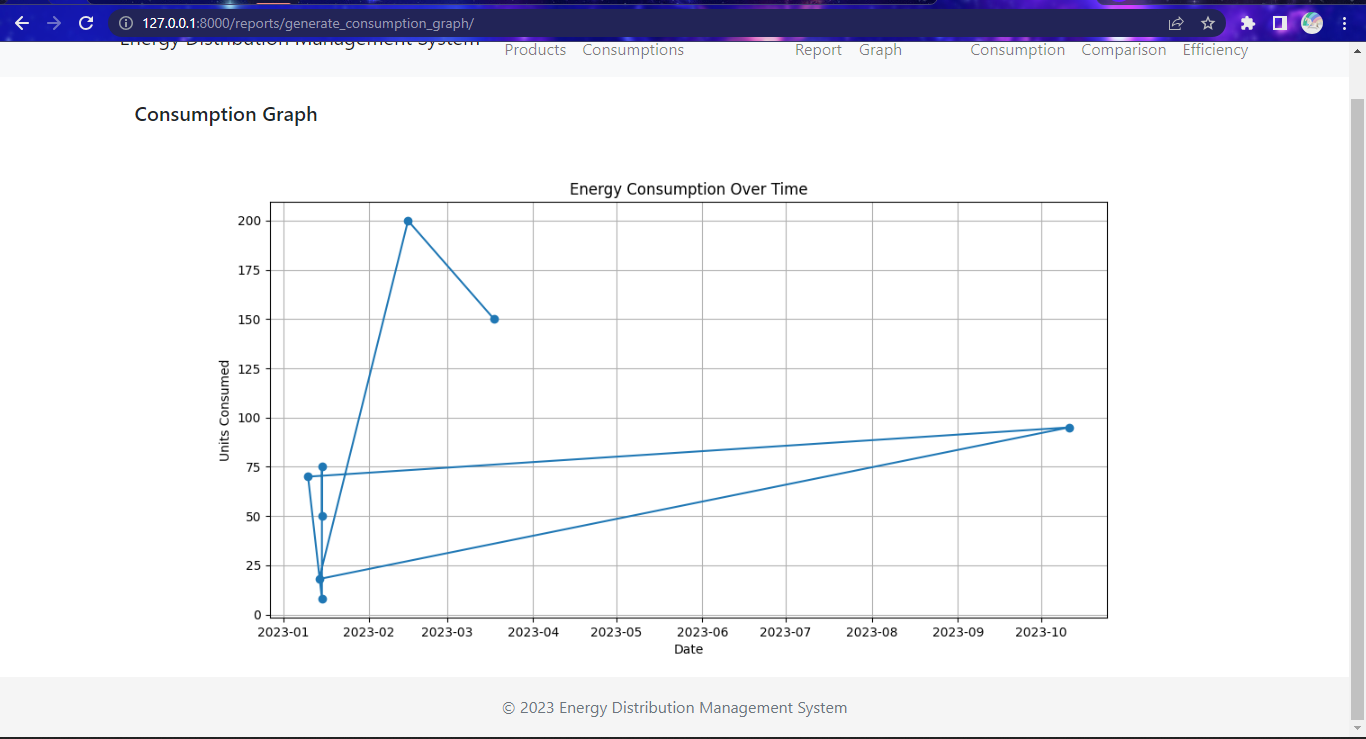 127.0.0.1:8000/reports/generate_consumption_graph/
Energy Distribution Management System Products Consumptions Report Graph Consumption Comparison Efficiency
Consumption Graph
Energy Consumption Over Time
200
175
150
125
100
75
50
25
0
Units Consumed
2023-01 2023-02 2023-03 2023-04 2023-05 2023-06 2023-07 2023-08 2023-09 2023-10
Date
© 2023 Energy Distribution Management System